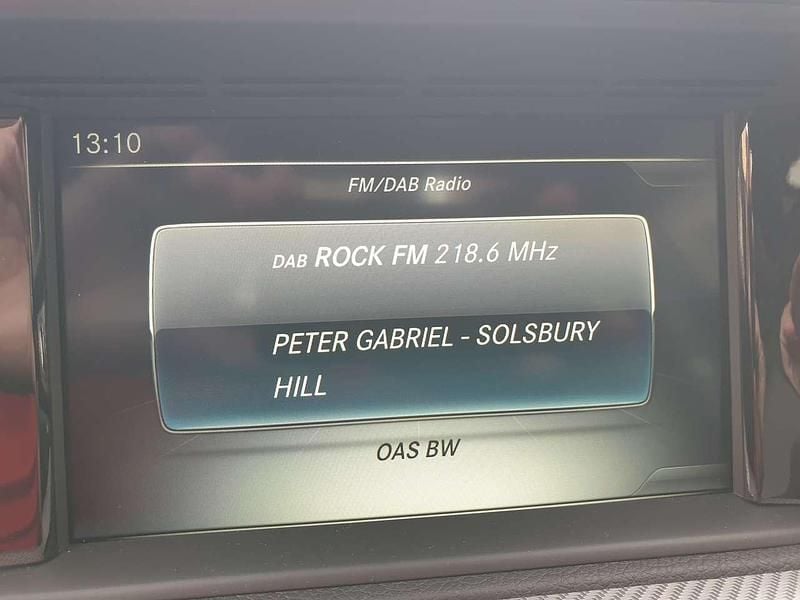 13:10
FM/DAB Radio
DAB ROCK FM 218.6 MHz
PETER GABRIEL - SOLSBURY
HILL
OAS BW